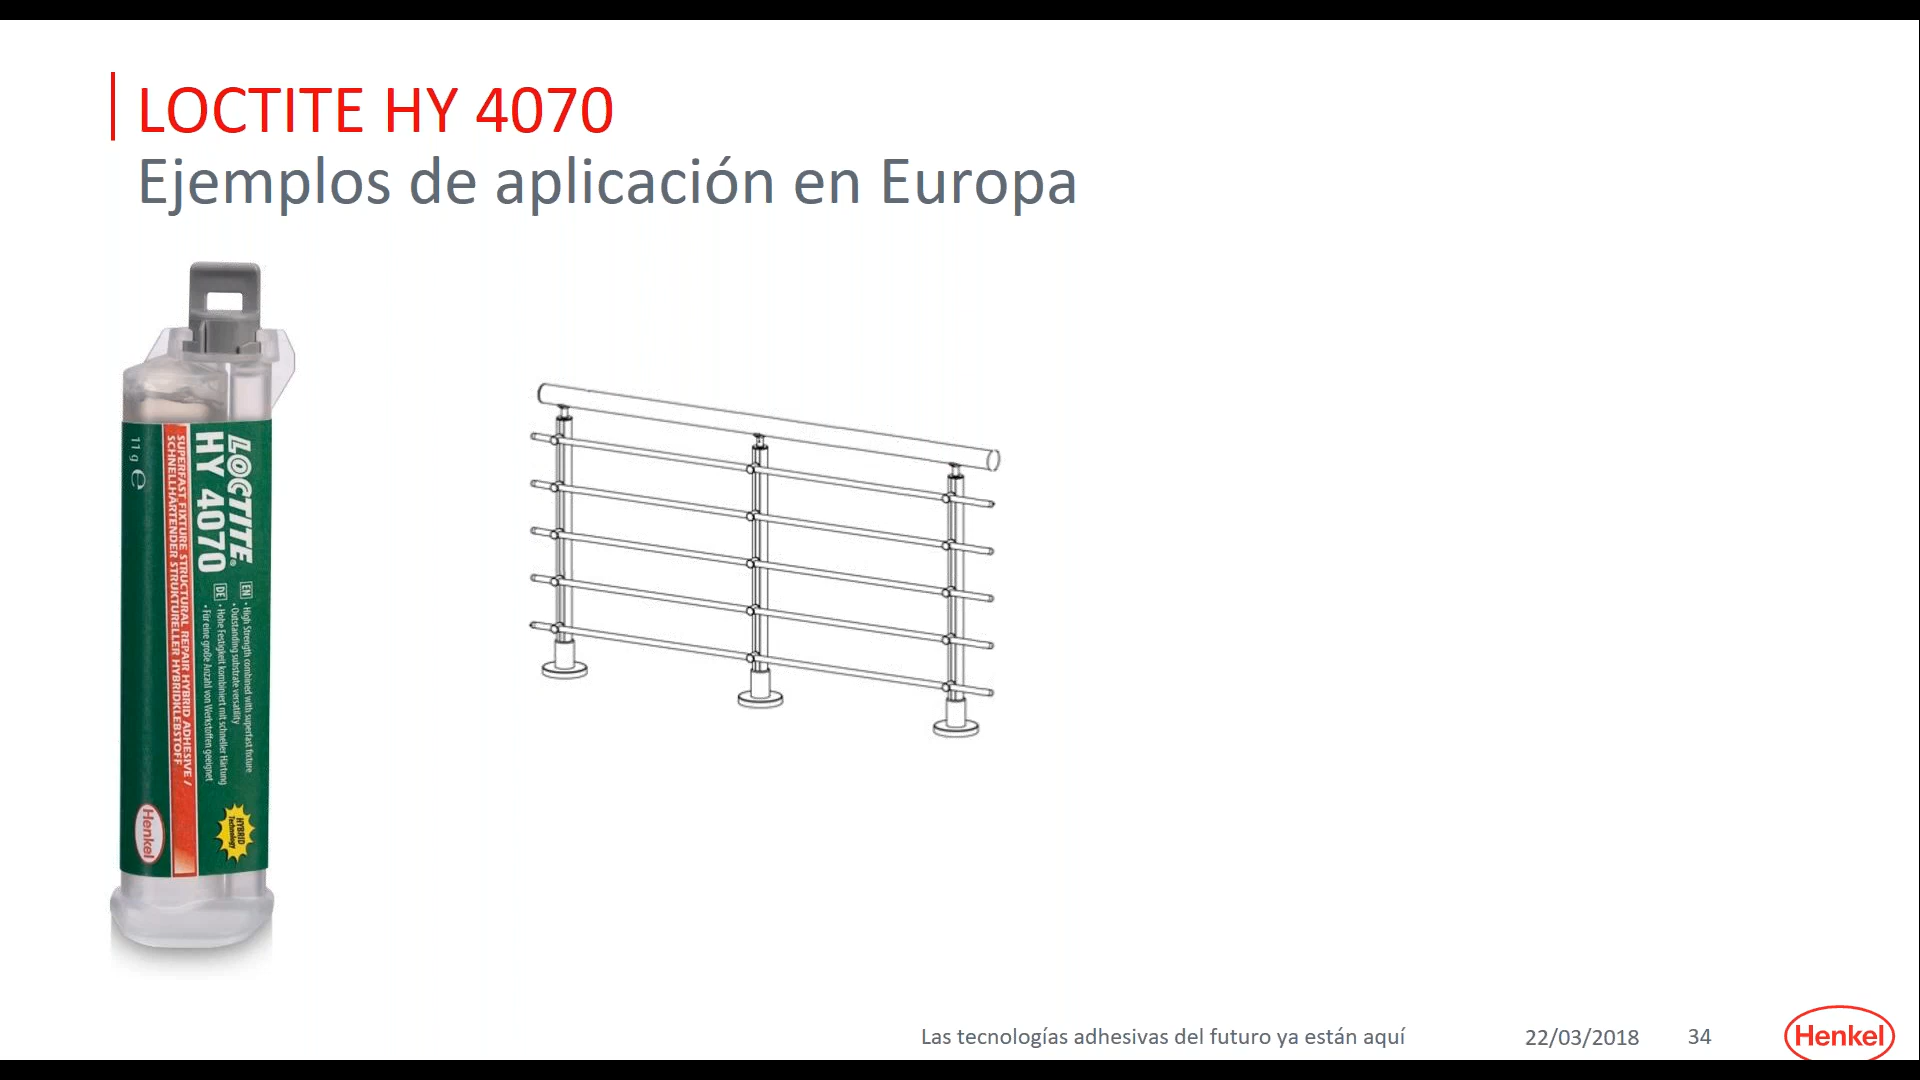 LOCTITE HY 4070
Ejemplos de aplicación en Europa
LOCTITE®
HY 4070
SUPERFAST FIXTURE STRUCTURAL REPAIR HYBRID ADHESIVE /
SCHNELLHÄRTENDER STRUKTURELLER HYBRIDKLEBSTOFF
11 g ℮
EN • High Strength combined with superfast fixture
• Outstanding substrate versatility
DE • Hohe Festigkeit kombiniert mit schneller Härtung
• Für eine große Anzahl von Werkstoffen geeignet
HYBRID
Technology
Henkel
Las tecnologías adhesivas del futuro ya están aquí
22/03/2018
34
Henkel